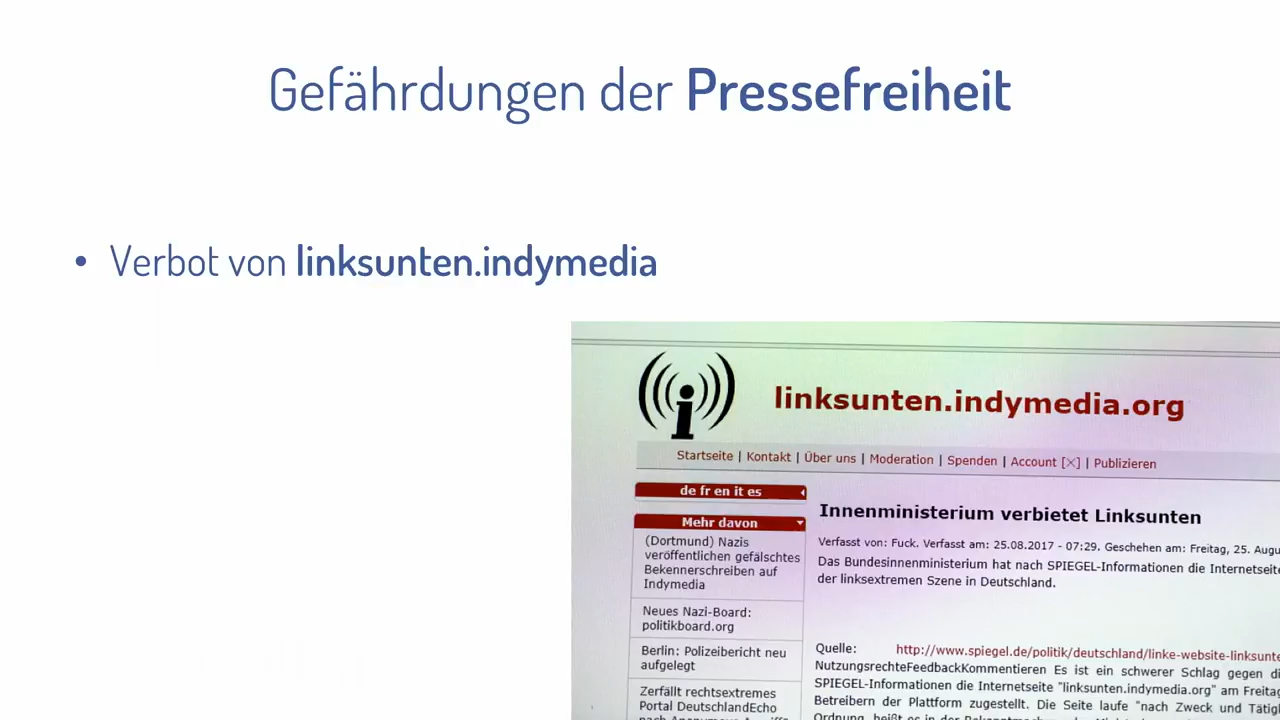 Gefährdungen der Pressefreiheit
• Verbot von linksunten.indymedia
linksunten.indymedia.org
Startseite | Kontakt | Über uns | Moderation | Spenden | Account [X] | Publizieren
de fr en it es
Mehr davon
(Dortmund) Nazis
veröffentlichen gefälschtes
Bekennerschreiben auf
Indymedia
Neues Nazi-Board:
politikboard.org
Berlin: Polizeibericht neu
aufgelegt
Zerfällt rechtsextremes
Portal DeutschlandEcho
Innenministerium verbietet Linksunten
Verfasst von: Fuck. Verfasst am: 25.08.2017 - 07:29. Geschehen am: Freitag, 25.
Das Bundesinnenministerium hat nach SPIEGEL-Informationen die
der linksextremen Szene in Deutschland.
Quelle: http://www.spiegel.de/politik/deutschland/linke-website-linksunte
NutzungsrechteFeedbackKommentieren Es ist ein schwerer Schlag gegen
SPIEGEL-Informationen die Internetseite "linksunten.indymedia.org" am
Betreibern der Plattform zugestellt. Die Seite laufe "nach Zweck und